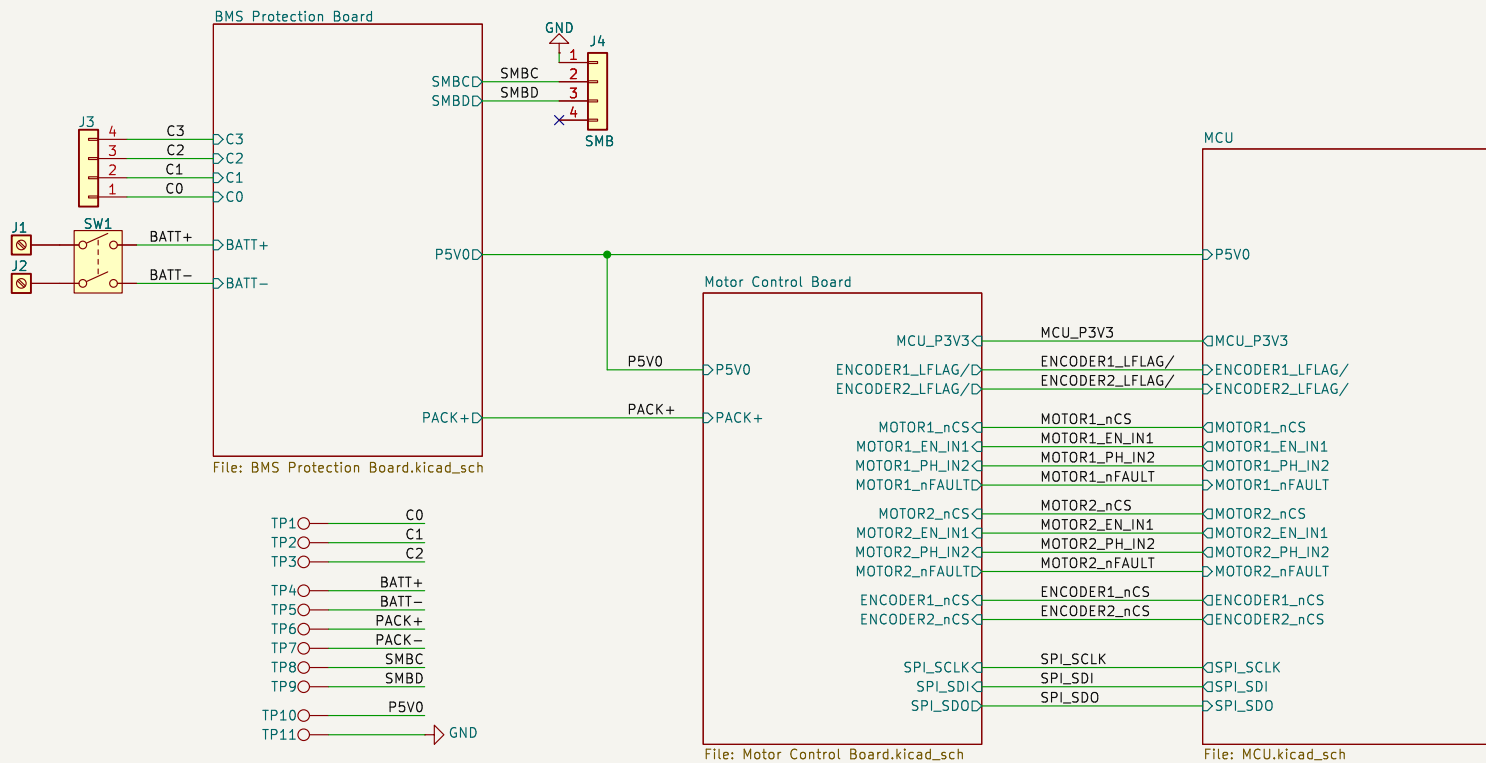 BMS Protection Board
GND
J4
1
SMBC
SMBC
2
SMBD
SMBD
3
4
SMB
J3
4
C3
C3
3
C2
C2
2
C1
C1
1
C0
C0
J1
SW1
BATT+
BATT+
J2
BATT-
BATT-
P5V0
PACK+
PACK+
File: BMS Protection Board.kicad_sch
Motor Control Board
P5V0
P5V0
PACK+
MCU_P3V3
ENCODER1_LFLAG/
ENCODER2_LFLAG/
MOTOR1_nCS
MOTOR1_EN_IN1
MOTOR1_PH_IN2
MOTOR1_nFAULT
MOTOR2_nCS
MOTOR2_EN_IN1
MOTOR2_PH_IN2
MOTOR2_nFAULT
ENCODER1_nCS
ENCODER2_nCS
SPI_SCLK
SPI_SDI
SPI_SDO
File: Motor Control Board.kicad_sch
MCU_P3V3
ENCODER1_LFLAG/
ENCODER2_LFLAG/
MOTOR1_nCS
MOTOR1_EN_IN1
MOTOR1_PH_IN2
MOTOR1_nFAULT
MOTOR2_nCS
MOTOR2_EN_IN1
MOTOR2_PH_IN2
MOTOR2_nFAULT
ENCODER1_nCS
ENCODER2_nCS
SPI_SCLK
SPI_SDI
SPI_SDO
MCU
P5V0
MCU_P3V3
ENCODER1_LFLAG/
ENCODER2_LFLAG/
MOTOR1_nCS
MOTOR1_EN_IN1
MOTOR1_PH_IN2
MOTOR1_nFAULT
MOTOR2_nCS
MOTOR2_EN_IN1
MOTOR2_PH_IN2
MOTOR2_nFAULT
ENCODER1_nCS
ENCODER2_nCS
SPI_SCLK
SPI_SDI
SPI_SDO
File: MCU.kicad_sch
TP1 C0
TP2 C1
TP3 C2
TP4 BATT+
TP5 BATT-
TP6 PACK+
TP7 PACK-
TP8 SMBC
TP9 SMBD
TP10 P5V0
TP11 GND